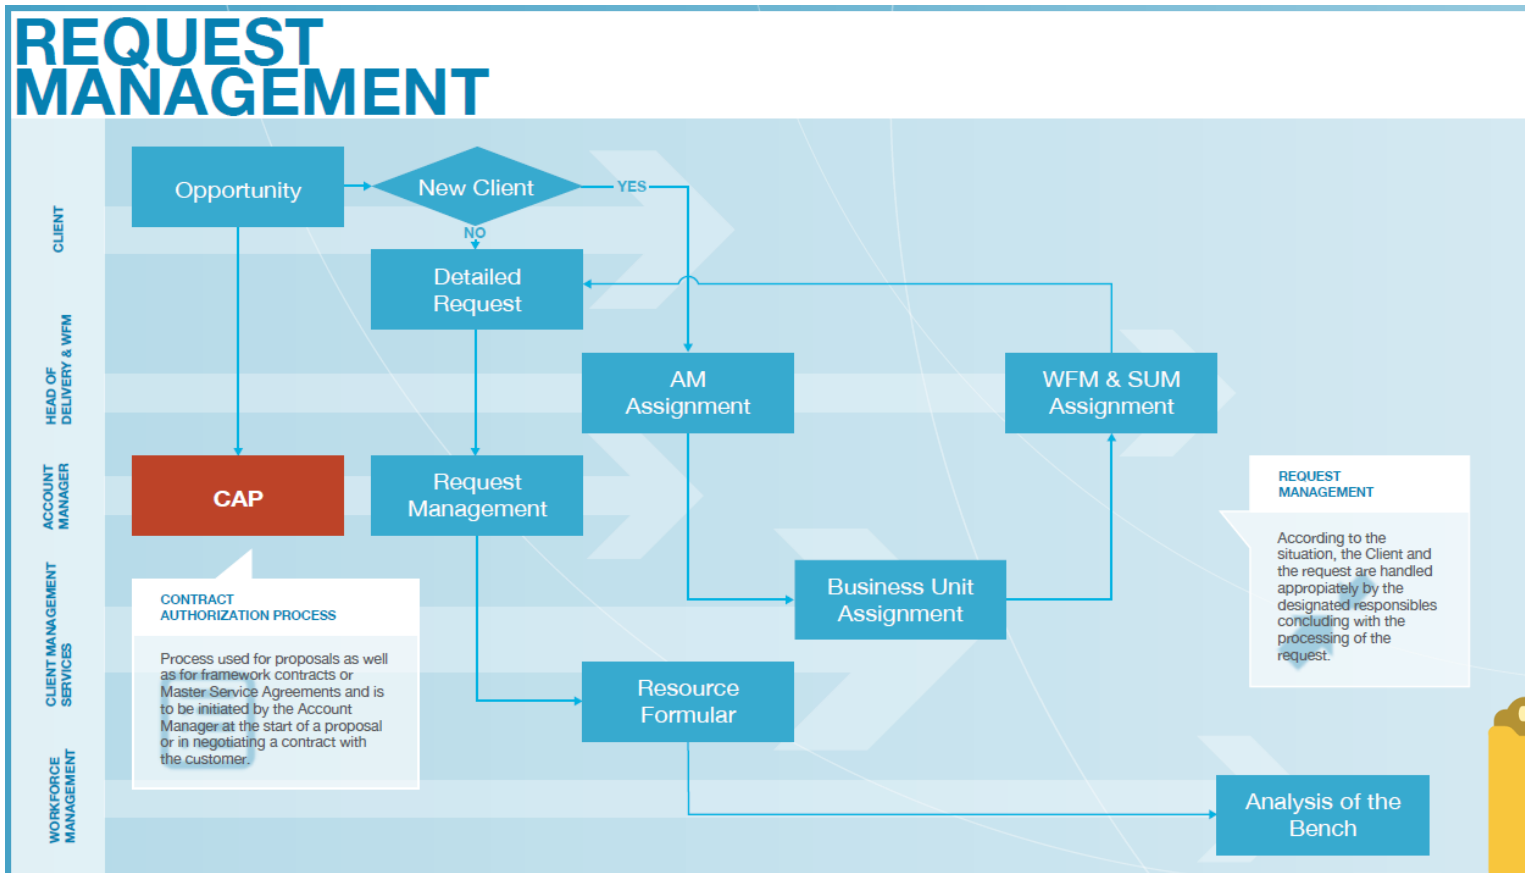 REQUEST
MANAGEMENT
CLIENT
Opportunity
New Client
YES
NO
Detailed
Request
HEAD OF
DELIVERY & WFM
AM
Assignment
WFM & SUM
Assignment
ACCOUNT
MANAGER
CAP
Request
Management
REQUEST
MANAGEMENT
According to the
situation, the Client and
the request are handled
appropiately by the
designated responsibles
concluding with the
processing of the
request.
CLIENT MANAGEMENT
SERVICES
Business Unit
Assignment
CONTRACT
AUTHORIZATION PROCESS
Process used for proposals as well
as for framework contracts or
Master Service Agreements and is
to be initiated by the Account
Manager at the start of a proposal
or in negotiating a contract with
the customer.
Resource
Formular
WORKFORCE
MANAGEMENT
Analysis of the
Bench